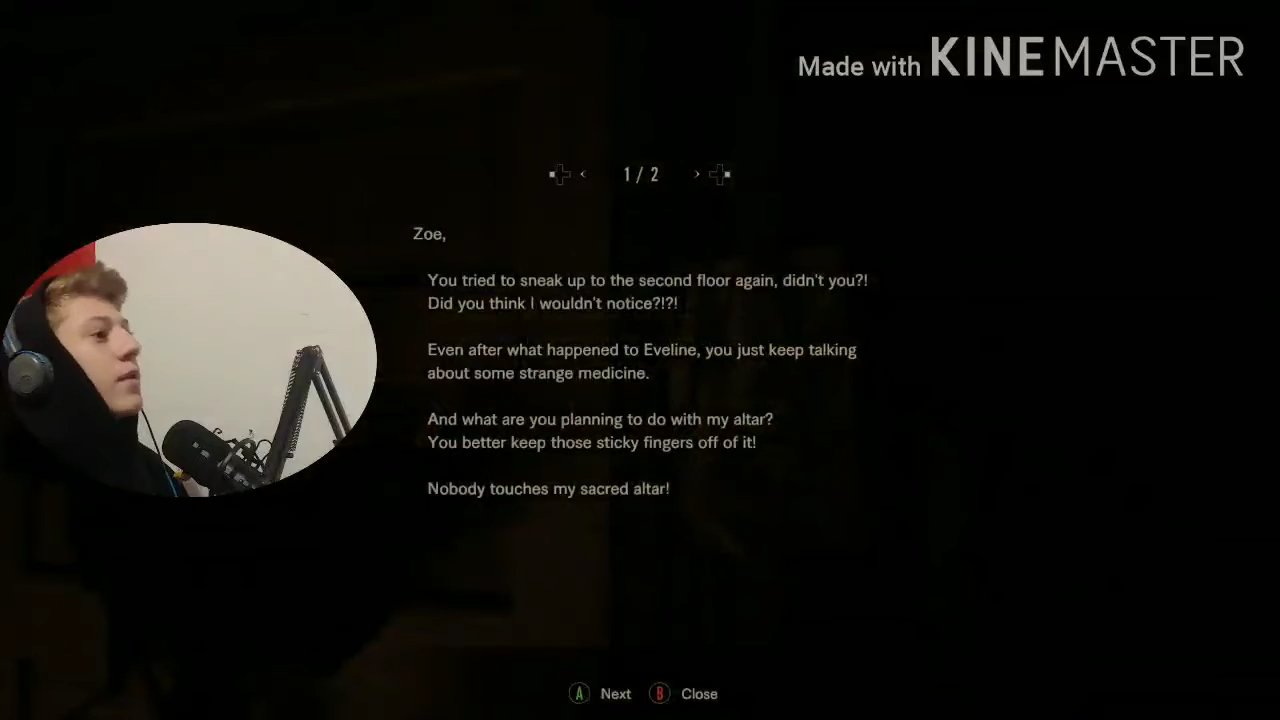 Made with KINEMASTER
1 / 2
Zoe,
You tried to sneak up to the second floor again, didn't you?!
Did you think I wouldn't notice?!?!
Even after what happened to Eveline, you just keep talking
about some strange medicine.
And what are you planning to do with my altar?
You better keep those sticky fingers off of it!
Nobody touches my sacred altar!
A Next B Close